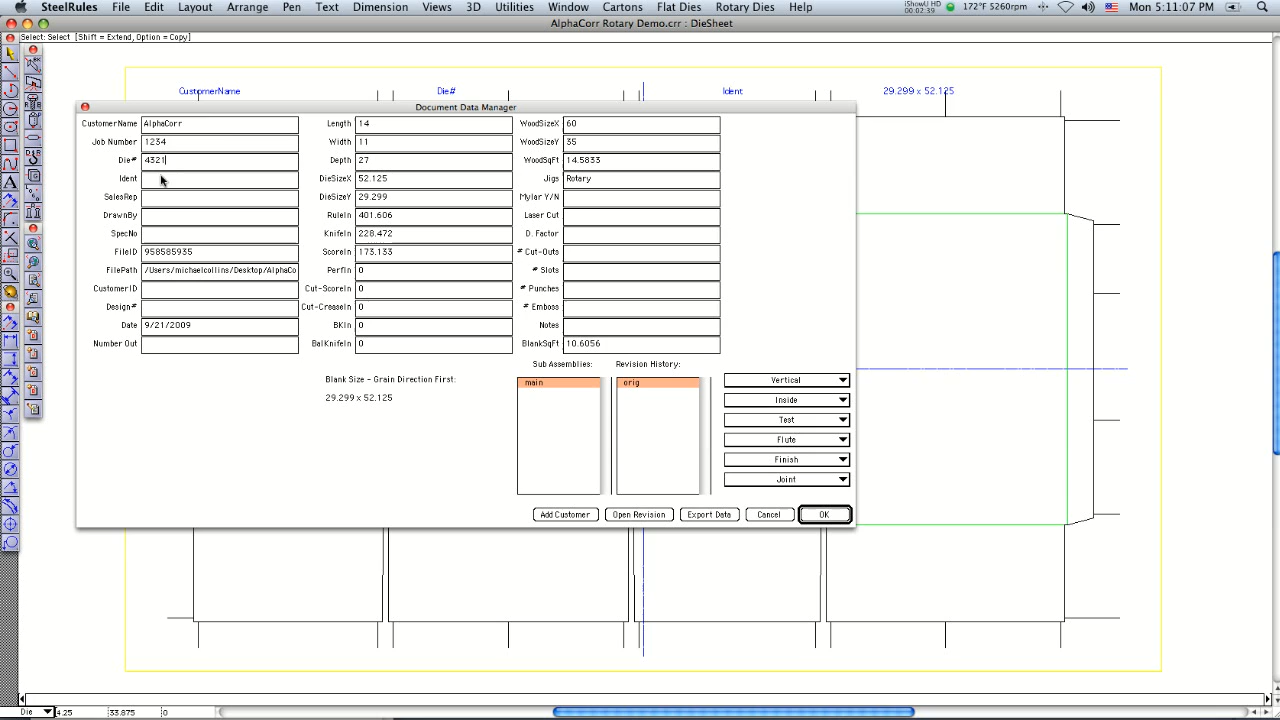 SteelRules File Edit Layout Arrange Pen Text Dimension Views 3D Utilities Window Cartons Flat Dies Rotary Dies Help iShowU HD 00:02:39 172°F 5260rpm Mon 5:11:07 PM
AlphaCorr Rotary Demo.crr : DieSheet
Select: Select [Shift = Extend, Option = Copy]
CustomerName Die# Ident 29.299 x 52.125
Document Data Manager
CustomerName AlphaCorr Length 14 WoodSizeX 60
Job Number 1234 Width 11 WoodSizeY 35
Die# 4321 Depth 27 WoodSqFt 14.5833
Ident DieSizeX 52.125 Jigs Rotary
SalesRep DieSizeY 29.299 Mylar Y/N
DrawnBy RuleIn 401.606 Laser Cut
SpecNo KnifeIn 228.472 D. Factor
FileID 958585935 ScoreIn 173.133 # Cut-Outs
FilePath /Users/michaelcollins/Desktop/AlphaCo PerfIn 0 # Slots
CustomerID Cut-ScoreIn 0 # Punches
Design# Cut-CreaseIn 0 # Emboss
Date 9/21/2009 BKIn 0 Notes
Number Out BalKnifeIn 0 BlankSqFt 10.6056
Sub Assemblies: Revision History:
Blank Size - Grain Direction First: main orig Vertical
29.299 x 52.125 Inside
Test
Flute
Finish
Joint
Add Customer Open Revision Export Data Cancel OK
Die 4.25 33.875 0